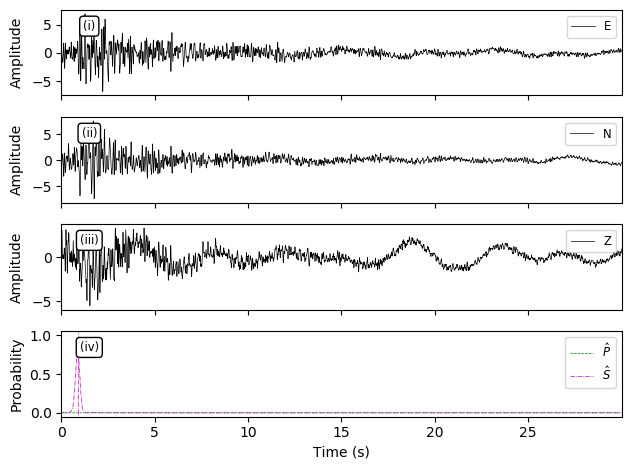 Amplitude
5
0
−5
(i)
E
Amplitude
5
0
−5
(ii)
N
Amplitude
0
−5
(iii)
Z
Probability
1.0
0.5
0.0
(iv)
P̂
Ŝ
0
5
10
15
20
25
Time (s)